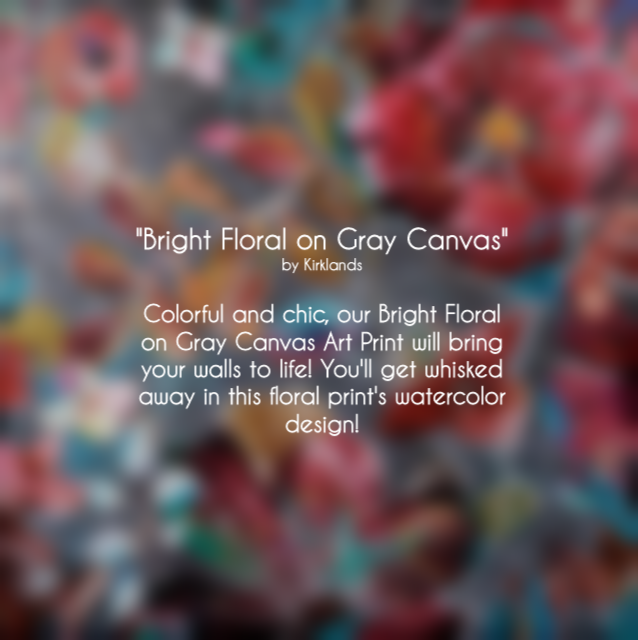 "Bright Floral on Gray Canvas"
by Kirklands
Colorful and chic, our Bright Floral
on Gray Canvas Art Print will bring
your walls to life! You'll get whisked
away in this floral print's watercolor
design!